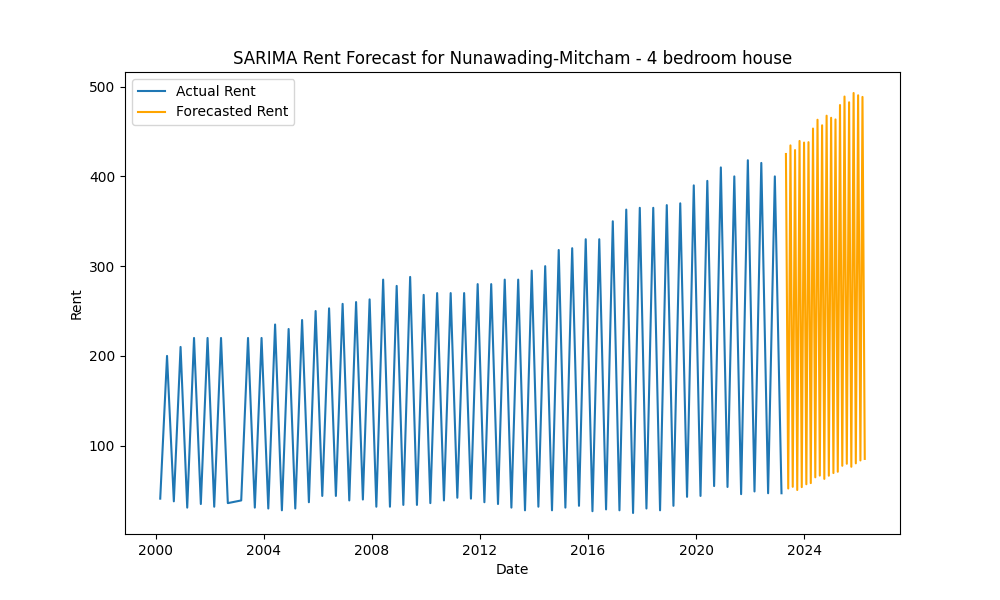 SARIMA Rent Forecast for Nunawading-Mitcham - 4 bedroom house
Actual Rent
Forecasted Rent
500
400
300
200
100
Rent
2000 2004 2008 2012 2016 2020 2024
Date